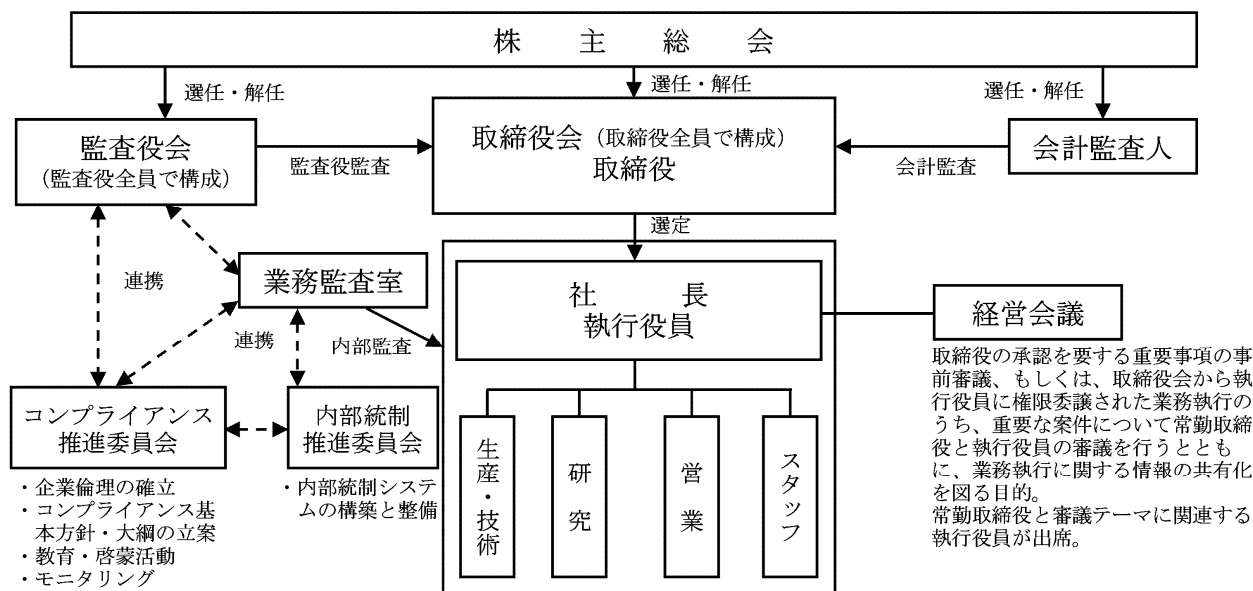 株主総会
選任・解任
選任・解任
選任・解任
監査役会
（監査役全員で構成）
監査役監査
取締役会（取締役全員で構成）
取締役
会計監査
会計監査人
選定
連携
業務監査室
連携
内部監査
社長
執行役員
経営会議
取締役の承認を要する重要事項の事
前審議、もしくは、取締役会から執
行役員に権限委譲された業務執行の
うち、重要な案件について常勤取締
役と執行役員の審議を行うととも
に、業務執行に関する情報の共有化
を図る目的。
常勤取締役と審議テーマに関連する
執行役員が出席。
コンプライアンス
推進委員会
・企業倫理の確立
・コンプライアンス基
本方針・大綱の立案
・教育・啓蒙活動
・モニタリング
内部統制
推進委員会
・内部統制システ
ムの構築と整備
生産・技術
研究
営業
スタッフ